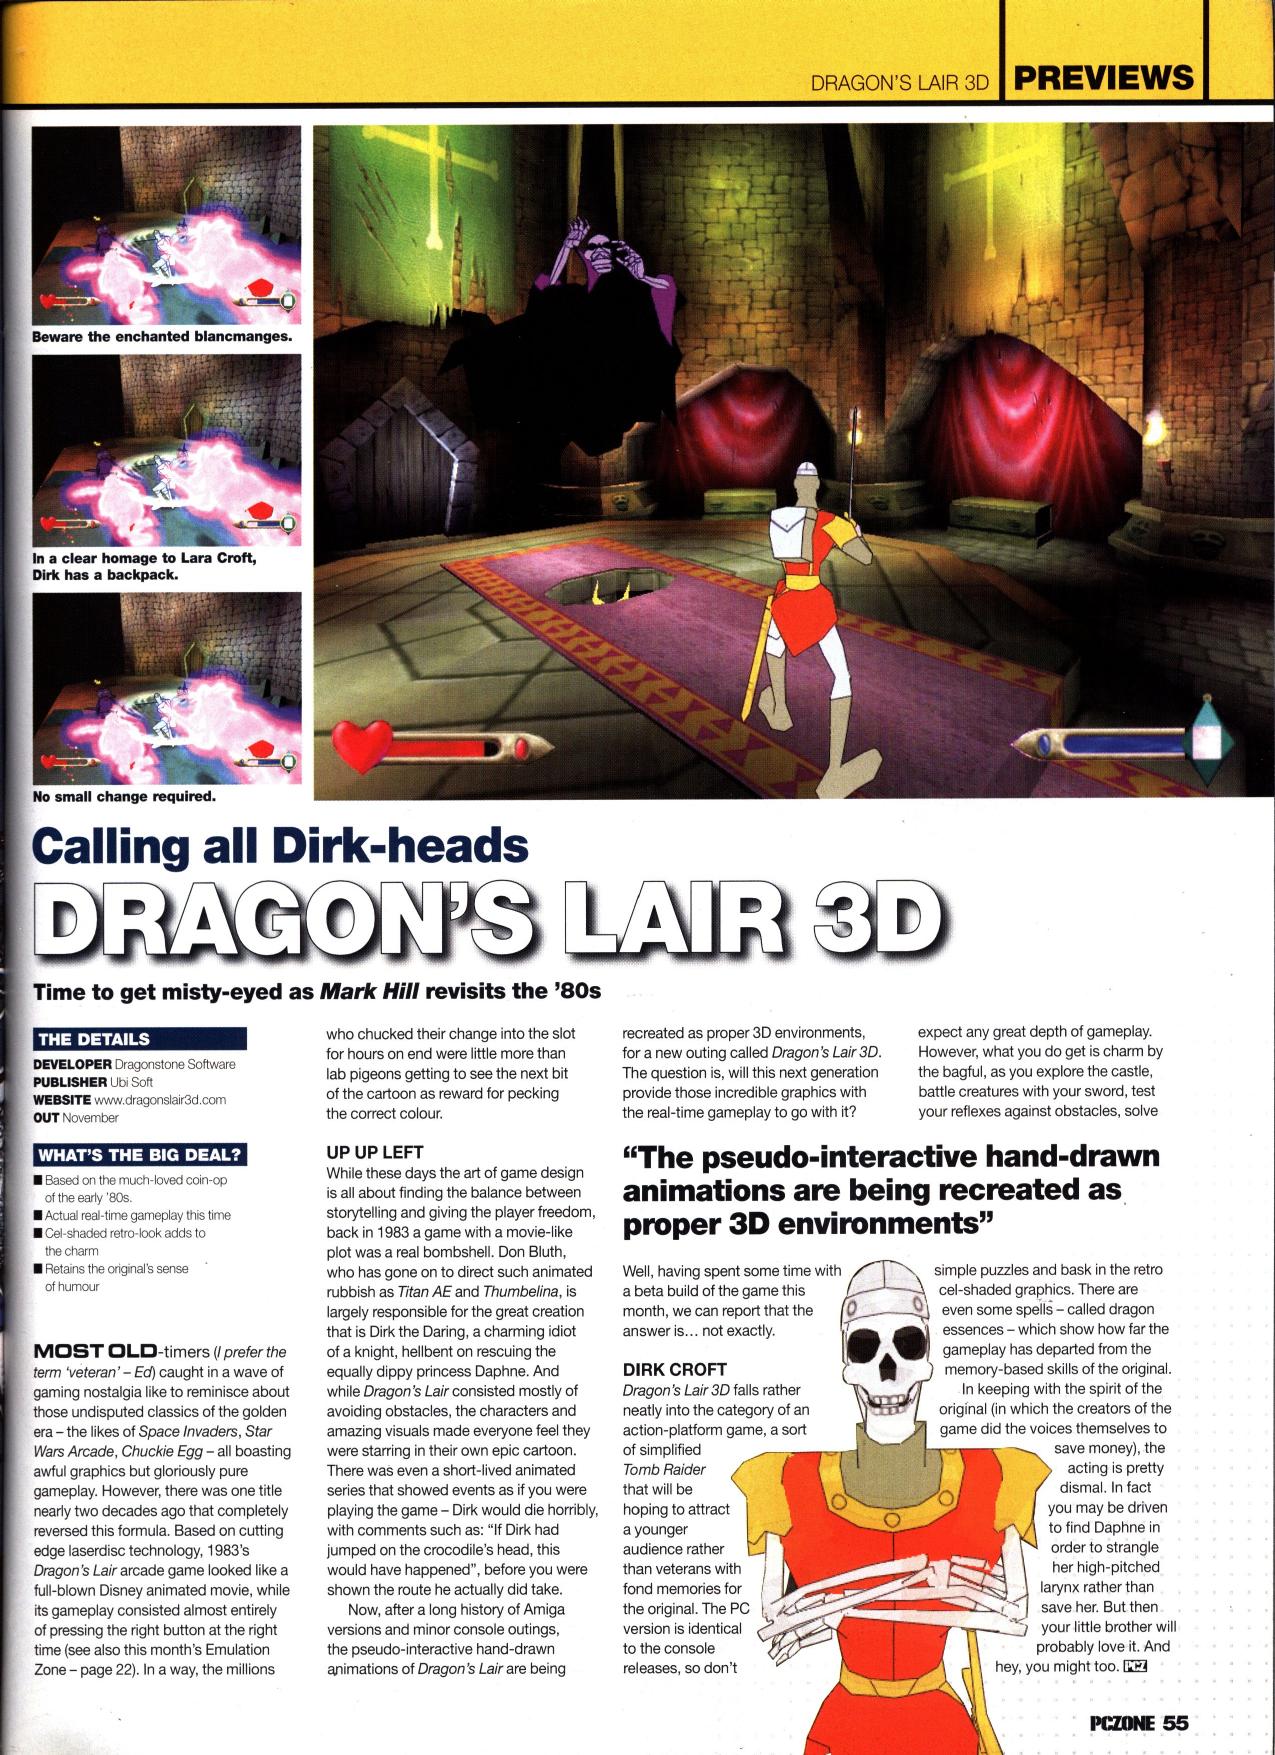 DRAGON'S LAIR 3D
PREVIEWS
Beware the enchanted blancmanges.
In a clear homage to Lara Croft,
Dirk has a backpack.
No small change required.
Calling all Dirk-heads
DRAGON'S LAIR 3D
Time to get misty-eyed as Mark Hill revisits the '80s
THE DETAILS
DEVELOPER Dragonstone Software
PUBLISHER Ubi Soft
WEBSITE www.dragonslair3d.com
OUT November
WHAT'S THE BIG DEAL?
■ Based on the much-loved coin-op
of the early '80s.
■ Actual real-time gameplay this time
■ Cel-shaded retro-look adds to
the charm
■ Retains the original's sense
of humour
MOST OLD-timers (I prefer the
term 'veteran' – Ed) caught in a wave of
gaming nostalgia like to reminisce about
those undisputed classics of the golden
era – the likes of Space Invaders, Star
Wars Arcade, Chuckie Egg – all boasting
awful graphics but gloriously pure
gameplay. However, there was one title
nearly two decades ago that completely
reversed this formula. Based on cutting
edge laserdisc technology, 1983's
Dragon's Lair arcade game looked like a
full-blown Disney animated movie, while
its gameplay consisted almost entirely
of pressing the right button at the right
time (see also this month's Emulation
Zone – page 22). In a way, the millions
who chucked their change into the slot
for hours on end were little more than
lab pigeons getting to see the next bit
of the cartoon as reward for pecking
the correct colour.
UP UP LEFT
While these days the art of game design
is all about finding the balance between
storytelling and giving the player freedom,
back in 1983 a game with a movie-like
plot was a real bombshell. Don Bluth,
who has gone on to direct such animated
rubbish as Titan AE and Thumbelina, is
largely responsible for the great creation
that is Dirk the Daring, a charming idiot
of a knight, hellbent on rescuing the
equally dippy princess Daphne. And
while Dragon's Lair consisted mostly of
avoiding obstacles, the characters and
amazing visuals made everyone feel they
were starring in their own epic cartoon.
There was even a short-lived animated
series that showed events as if you were
playing the game – Dirk would die horribly,
with comments such as: "If Dirk had
jumped on the crocodile's head, this
would have happened", before you were
shown the route he actually did take.
Now, after a long history of Amiga
versions and minor console outings,
the pseudo-interactive hand-drawn
animations of Dragon's Lair are being
recreated as proper 3D environments,
for a new outing called Dragon's Lair 3D.
The question is, will this next generation
provide those incredible graphics with
the real-time gameplay to go with it?
"The pseudo-interactive hand-drawn
animations are being recreated as
proper 3D environments"
Well, having spent some time with
a beta build of the game this
month, we can report that the
answer is... not exactly.
DIRK CROFT
Dragon's Lair 3D falls rather
neatly into the category of an
action-platform game, a sort
of simplified
Tomb Raider
that will be
hoping to attract
a younger
audience rather
than veterans with
fond memories for
the original. The PC
version is identical
to the console
releases, so don't
expect any great depth of gameplay.
However, what you do get is charm by
the bagful, as you explore the castle,
battle creatures with your sword, test
your reflexes against obstacles, solve
simple puzzles and bask in the retro
cel-shaded graphics. There are
even some spells – called dragon
essences – which show how far the
gameplay has departed from the
memory-based skills of the original.
In keeping with the spirit of the
original (in which the creators of the
game did the voices themselves to
save money), the
acting is pretty
dismal. In fact
you may be driven
to find Daphne in
order to strangle
her high-pitched
larynx rather than
save her. But then
your little brother will
probably love it. And
hey, you might too. PCZ
PCZONE 55